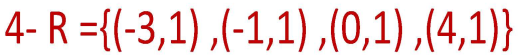 4- R ={(-3,1) ,(-1,1) ,(0,1) ,(4,1)}